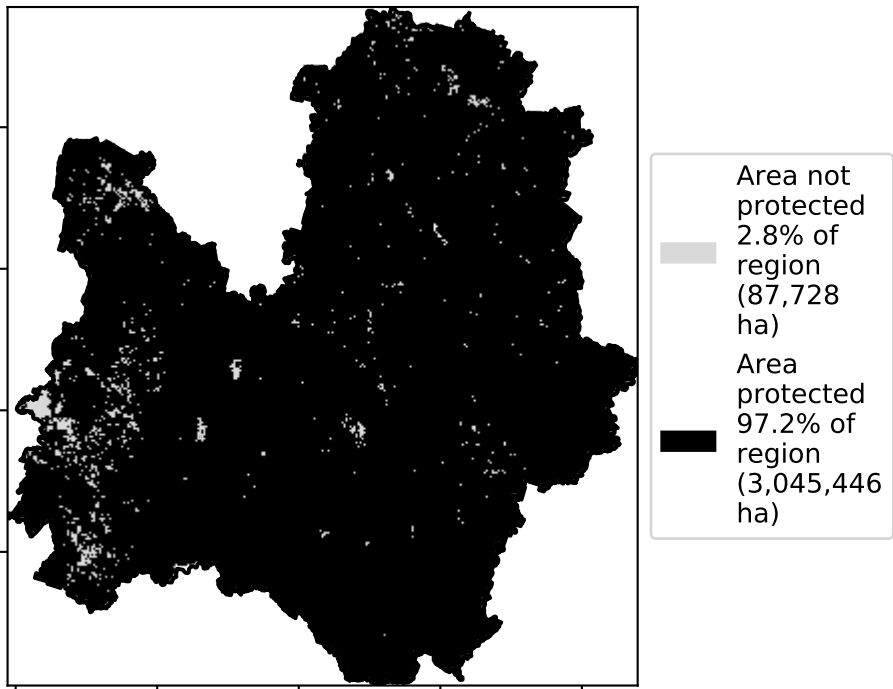 Area not
protected
2.8% of
region
(87,728
ha)
Area
protected
97.2% of
region
(3,045,446
ha)